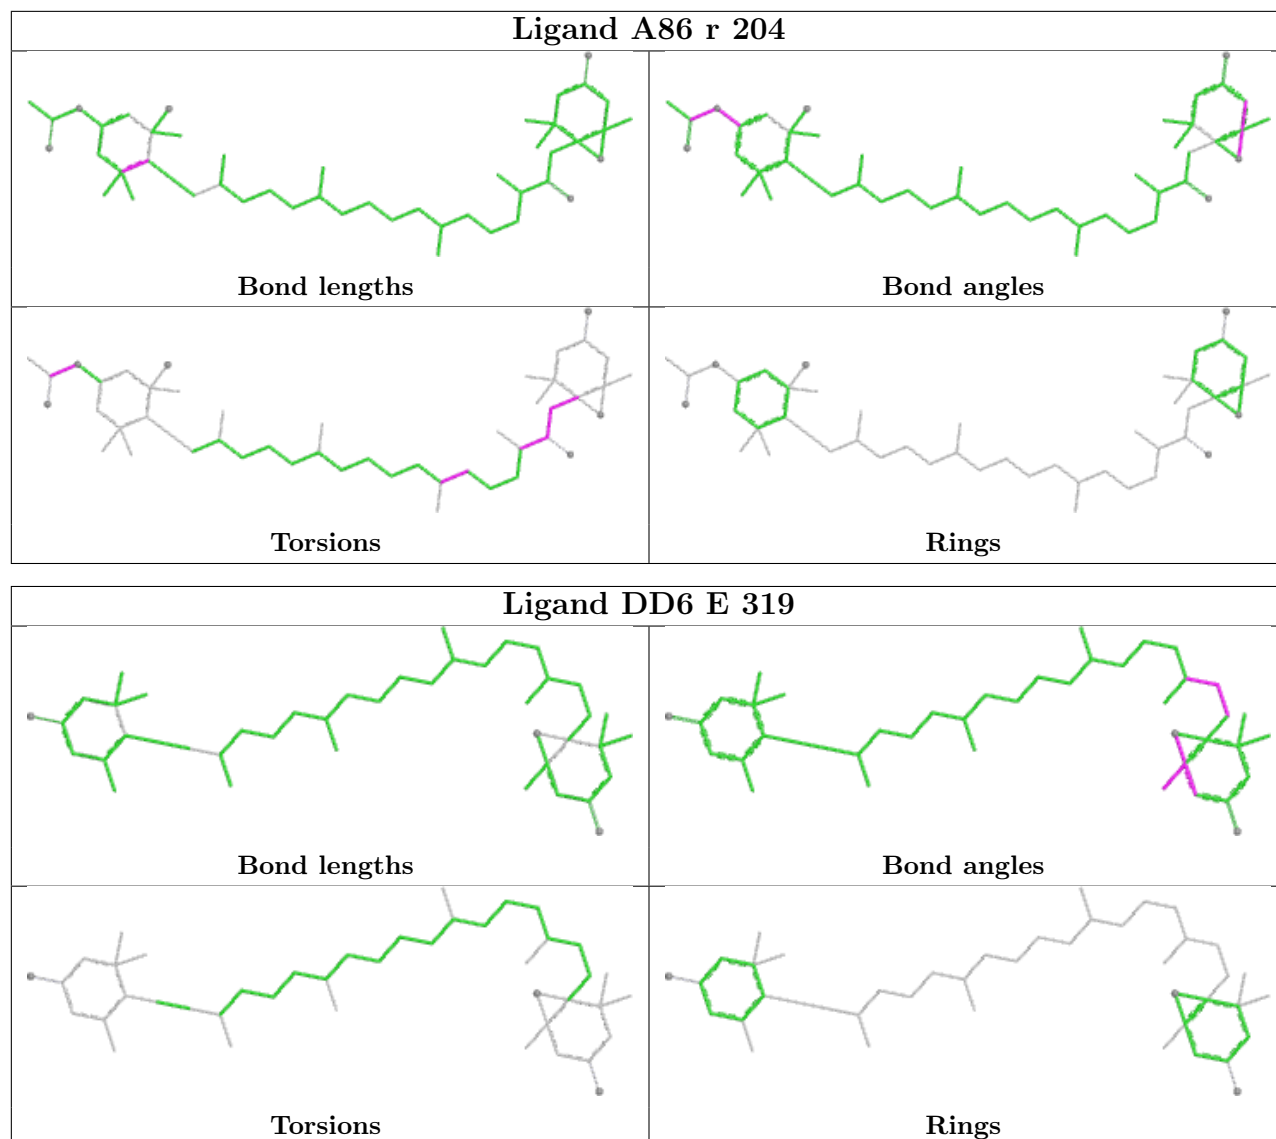 Ligand A86 r 204
Bond lengths
Bond angles
Torsions
Rings
Ligand DD6 E 319
Bond lengths
Bond angles
Torsions
Rings